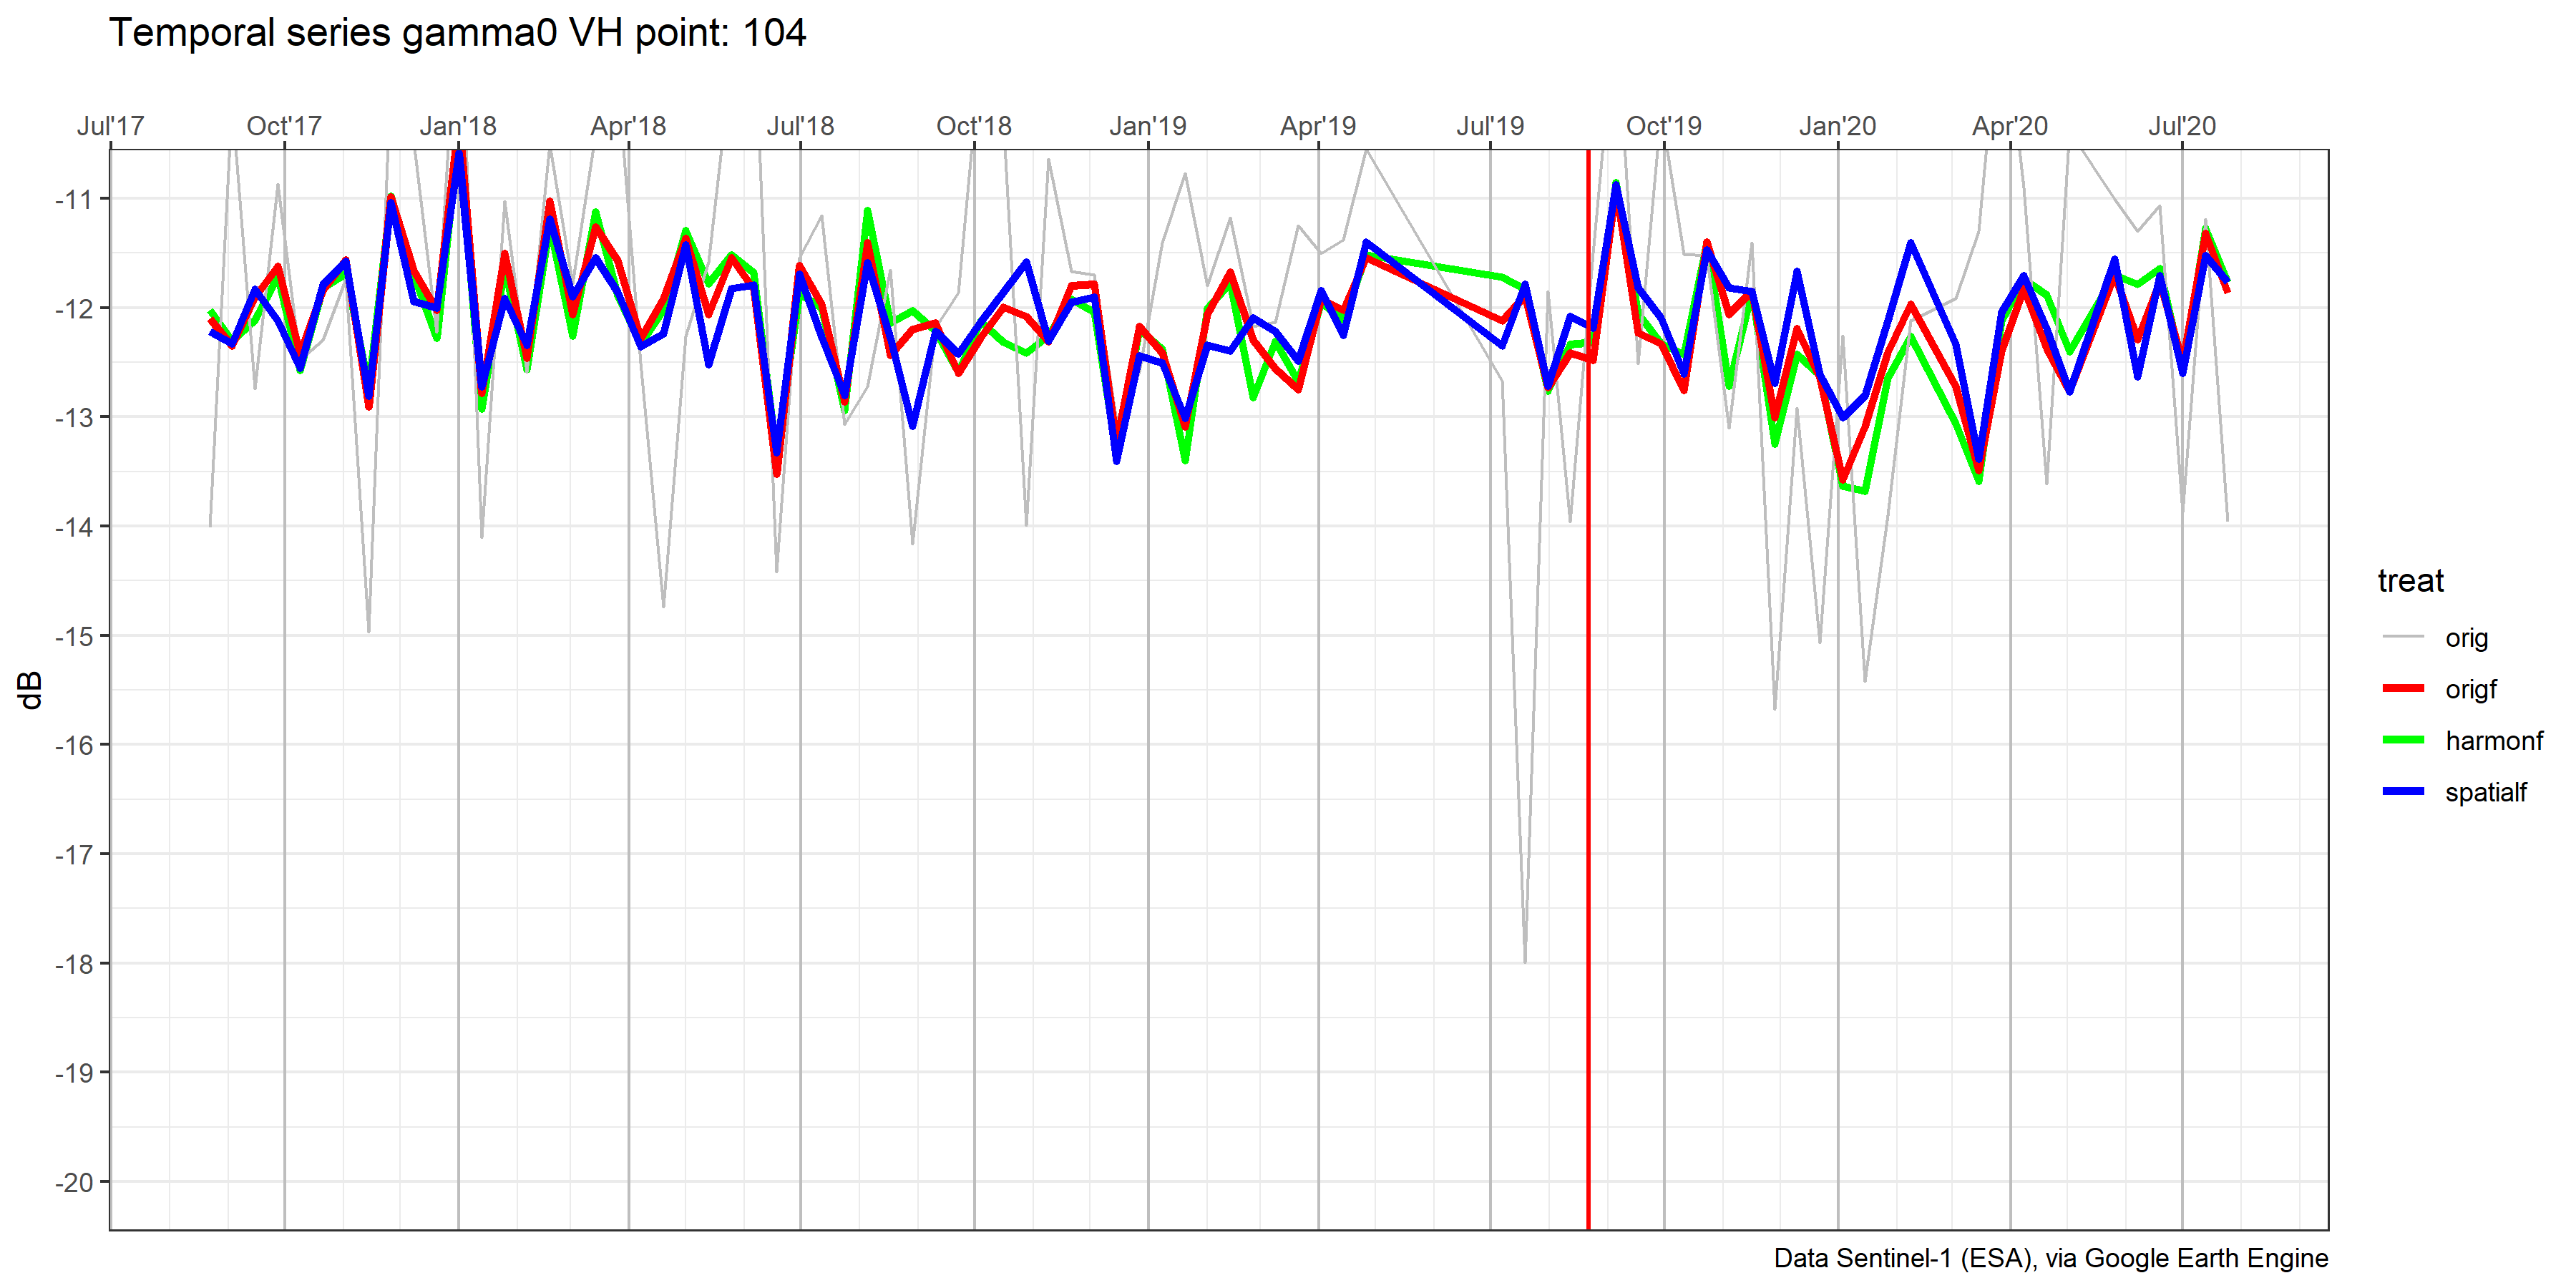 Temporal series gamma0 VH point: 104
Jul'17 Oct'17 Jan'18 Apr'18 Jul'18 Oct'18 Jan'19 Apr'19 Jul'19 Oct'19 Jan'20 Apr'20 Jul'20
-11
-12
-13
-14
-15
-16
-17
-18
-19
-20
dB
treat
orig
origf
harmonf
spatialf
Data Sentinel-1 (ESA), via Google Earth Engine